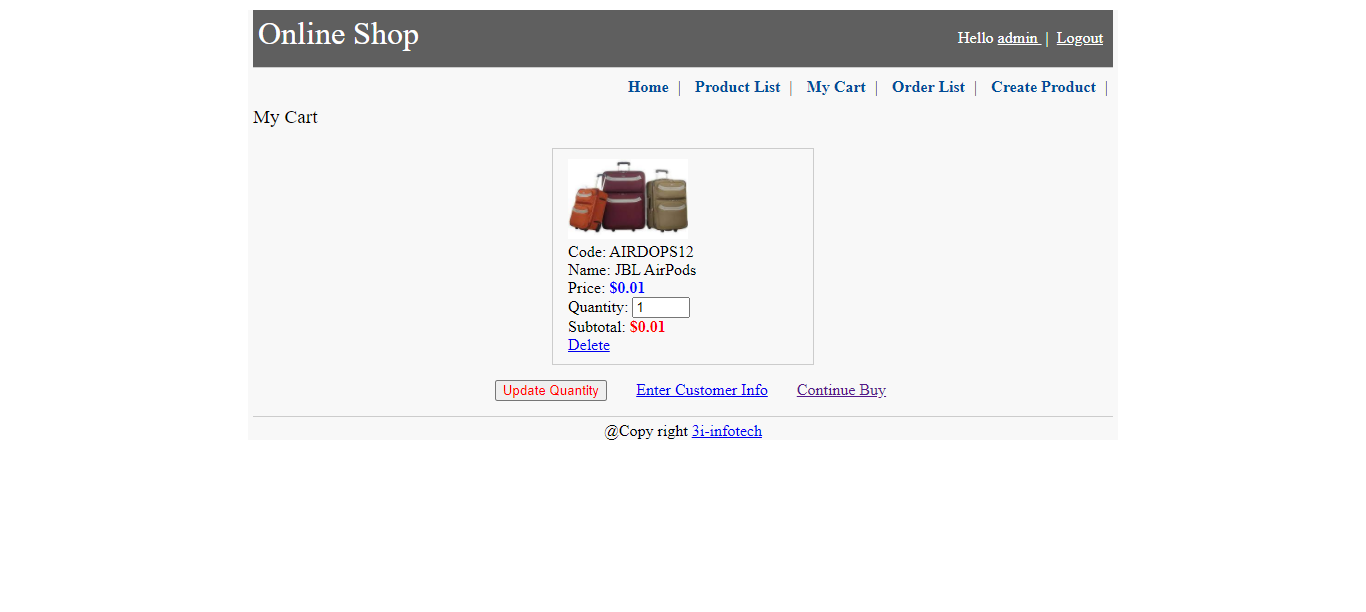 Online Shop
Hello admin | Logout
Home | Product List | My Cart | Order List | Create Product |
My Cart
Code: AIRDOPS12
Name: JBL AirPods
Price: $0.01
Quantity: 1
Subtotal: $0.01
Delete
Update Quantity Enter Customer Info Continue Buy
@Copy right 3i-infotech